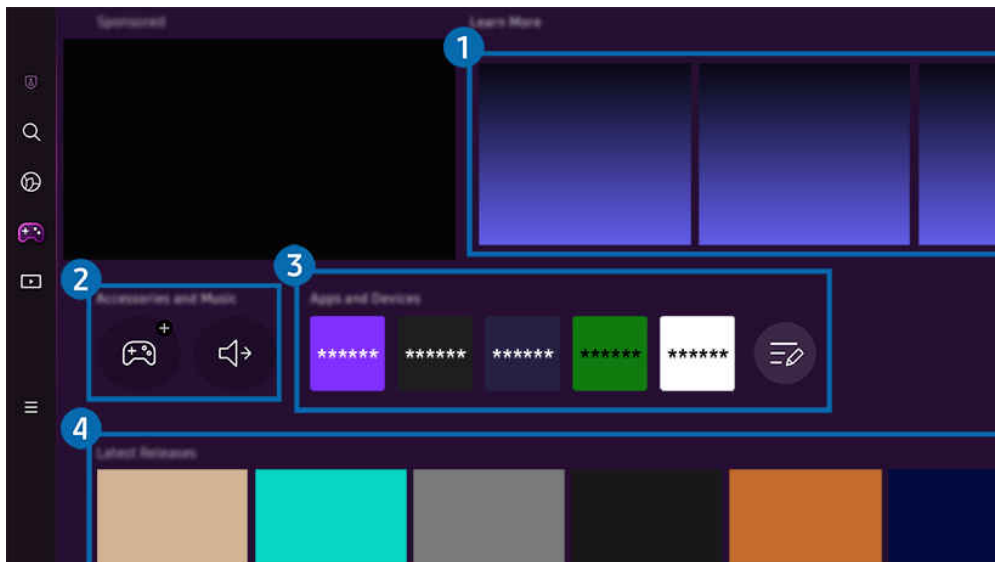 Sponsored
Learn More
1
2
3
Accessories and Music
Apps and Devices
******
******
******
******
******
4
Latest Releases